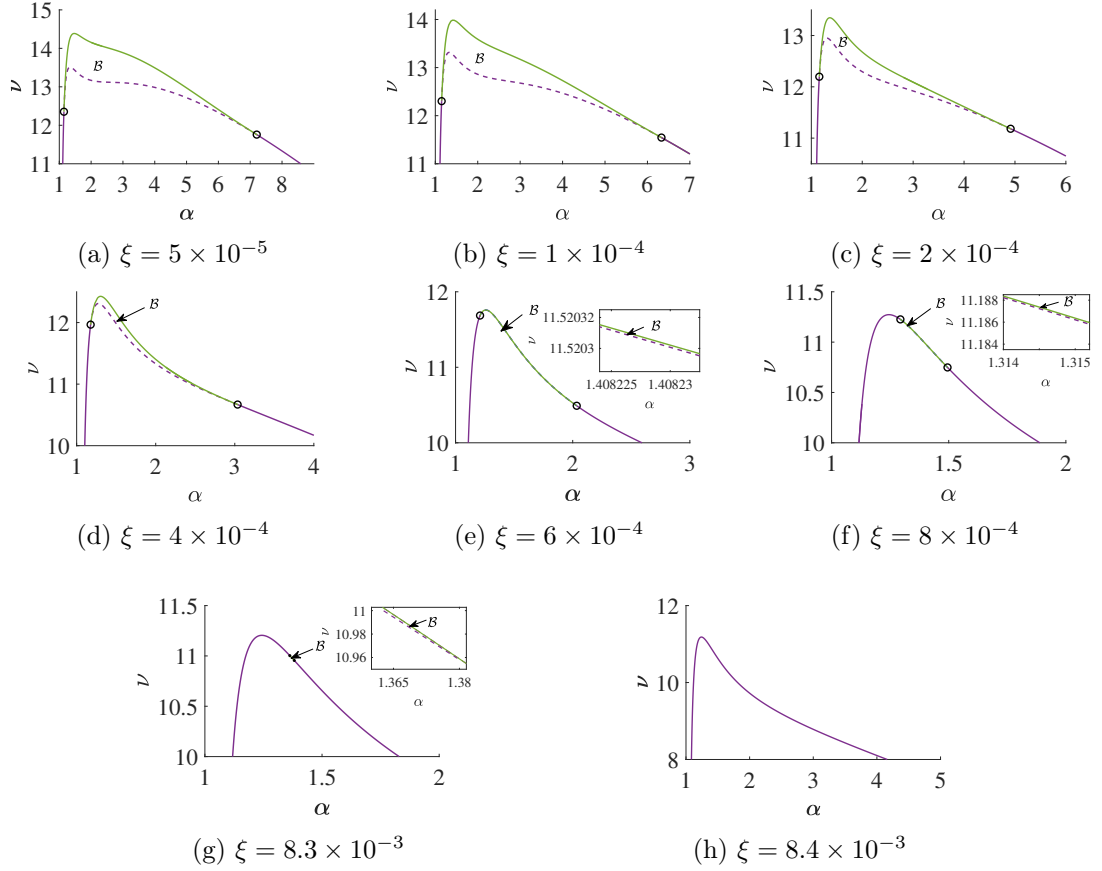 15
14
13
12
11
ν
ℬ
1 2 3 4 5 6 7 8
α
(a) ξ = 5 × 10⁻⁵
14
13
12
11
ν
ℬ
1 2 3 4 5 6 7
α
(b) ξ = 1 × 10⁻⁴
13
12
11
ν
ℬ
1 2 3 4 5 6
α
(c) ξ = 2 × 10⁻⁴
12
11
10
ν
ℬ
1 2 3 4
α
(d) ξ = 4 × 10⁻⁴
12
11
10
ν
ℬ
11.52032
11.5203
ν
ℬ
1.408225 1.40823
α
1 2 3
α
(e) ξ = 6 × 10⁻⁴
11.5
11
10.5
10
ν
ℬ
11.188
11.186
11.184
ν
ℬ
1.314 1.315
α
1 1.5 2
α
(f) ξ = 8 × 10⁻⁴
11.5
11
10.5
10
ν
ℬ
11
10.98
10.96
ν
ℬ
1.365 1.38
α
1 1.5 2
α
(g) ξ = 8.3 × 10⁻³
12
10
8
ν
1 2 3 4 5
α
(h) ξ = 8.4 × 10⁻³